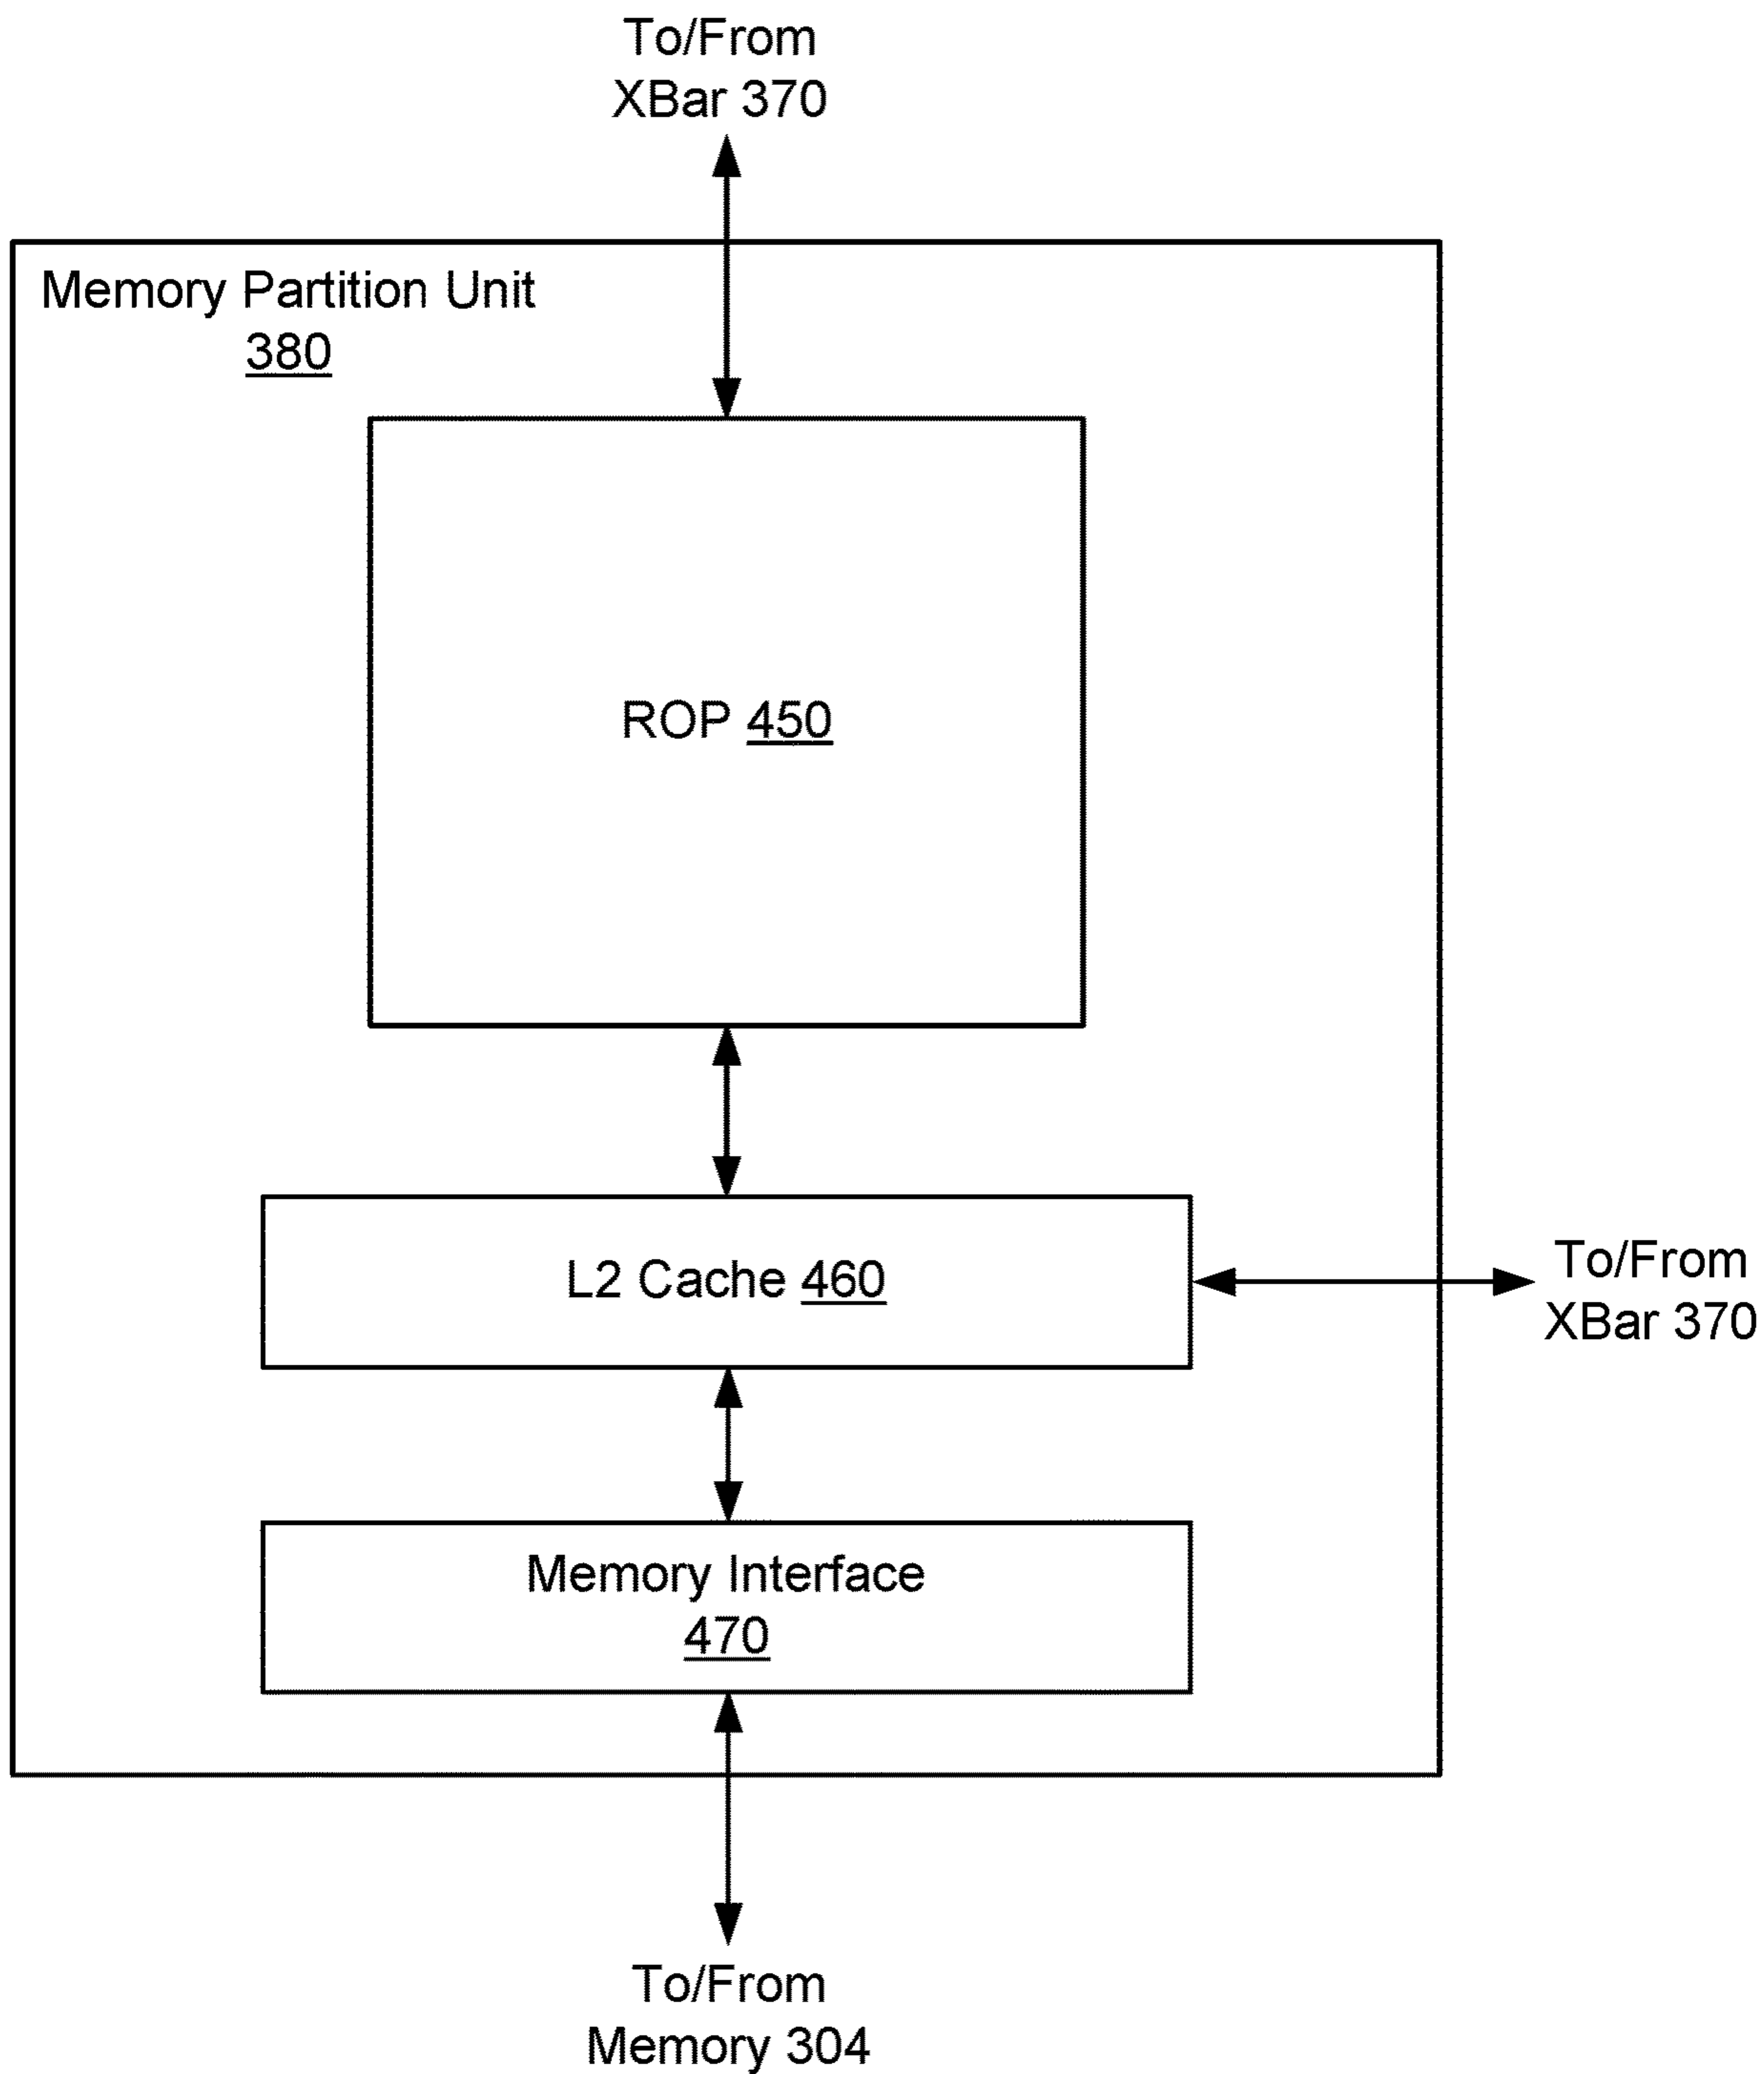 To/From
XBar 370
Memory Partition Unit
380
ROP 450
L2 Cache 460
To/From
XBar 370
Memory Interface
470
To/From
Memory 304